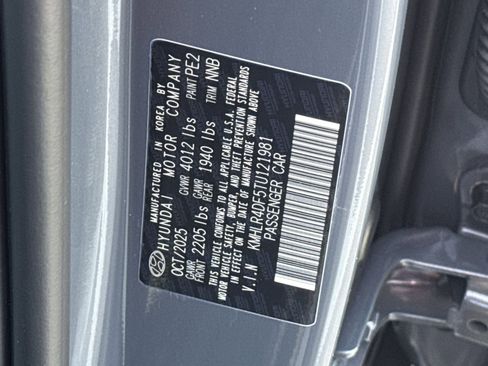 MANUFACTURED IN KOREA BY
HYUNDAI MOTOR COMPANY
OCT/2025 GVWR 4012 lbs PAINT PE2
GAWR FRONT 2205 lbs GAWR REAR 1940 lbs TRIM NNB
THIS VEHICLE CONFORMS TO ALL APPLICABLE U.S.A. FEDERAL
MOTOR VEHICLE SAFETY, BUMPER, AND THEFT PREVENTION STANDARDS
IN EFFECT ON THE DATE OF MANUFACTURE SHOWN ABOVE
V.I.N KMHLR4DF5TU121981
PASSENGER CAR